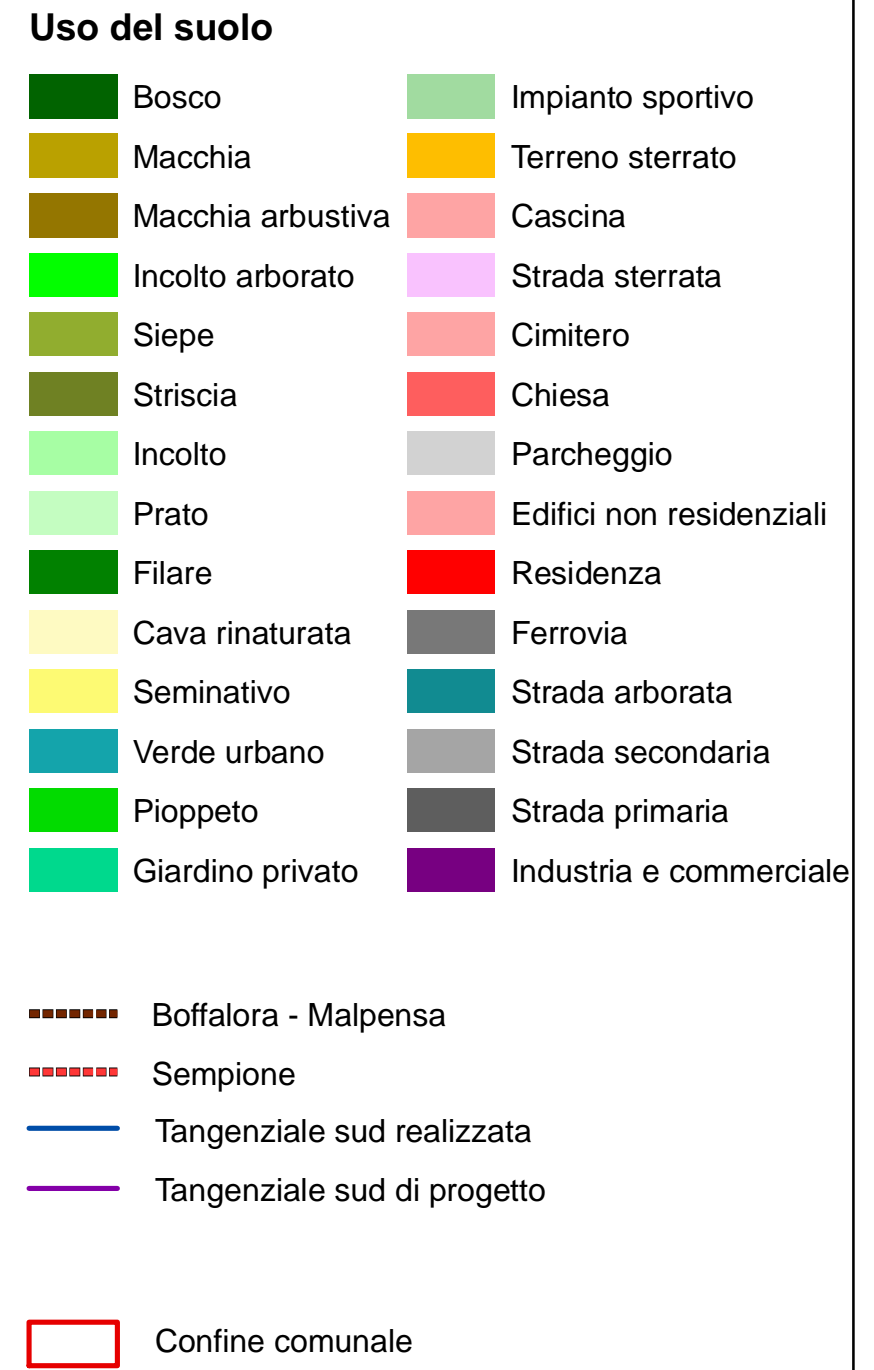 Uso del suolo
Bosco
Macchia
Macchia arbustiva
Incolto arborato
Siepe
Striscia
Incolto
Prato
Filare
Cava rinaturata
Seminativo
Verde urbano
Pioppeto
Giardino privato
Impianto sportivo
Terreno sterrato
Cascina
Strada sterrata
Cimitero
Chiesa
Parcheggio
Edifici non residenziali
Residenza
Ferrovia
Strada arborata
Strada secondaria
Strada primaria
Industria e commerciale
Boffalora - Malpensa
Sempione
Tangenziale sud realizzata
Tangenziale sud di progetto
Confine comunale